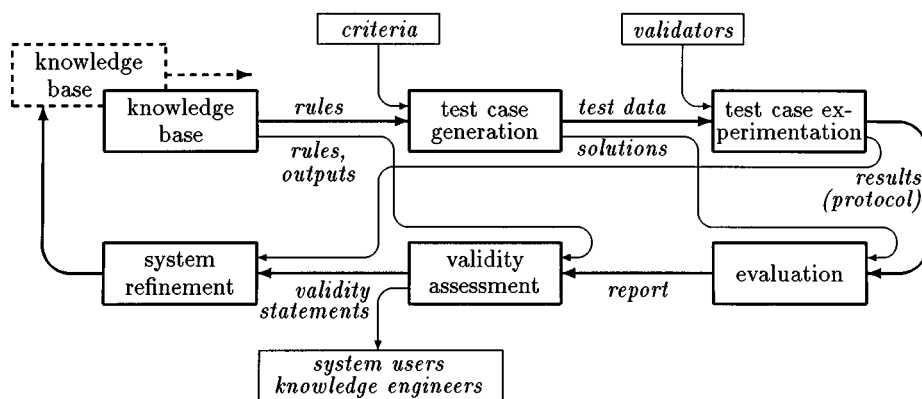 criteria
validators
knowledge
base
knowledge
base
rules
test case
generation
test data
test case ex-
perimentation
rules,
outputs
solutions
results
(protocol)
system
refinement
validity
statements
validity
assessment
report
evaluation
system users
knowledge engineers